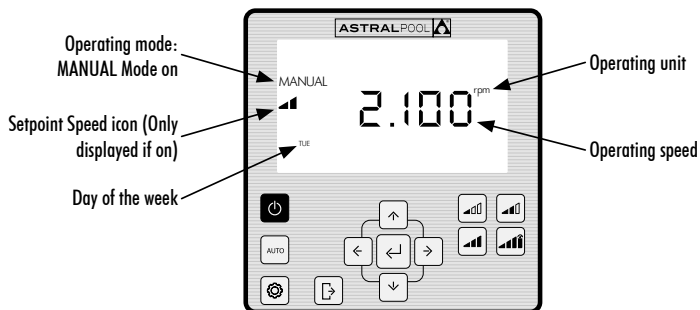 ASTRALPOOL
Operating mode:
MANUAL Mode on
Setpoint Speed icon (Only
displayed if on)
Day of the week
MANUAL
TUE
2.100
rpm
Operating unit
Operating speed
AUTO